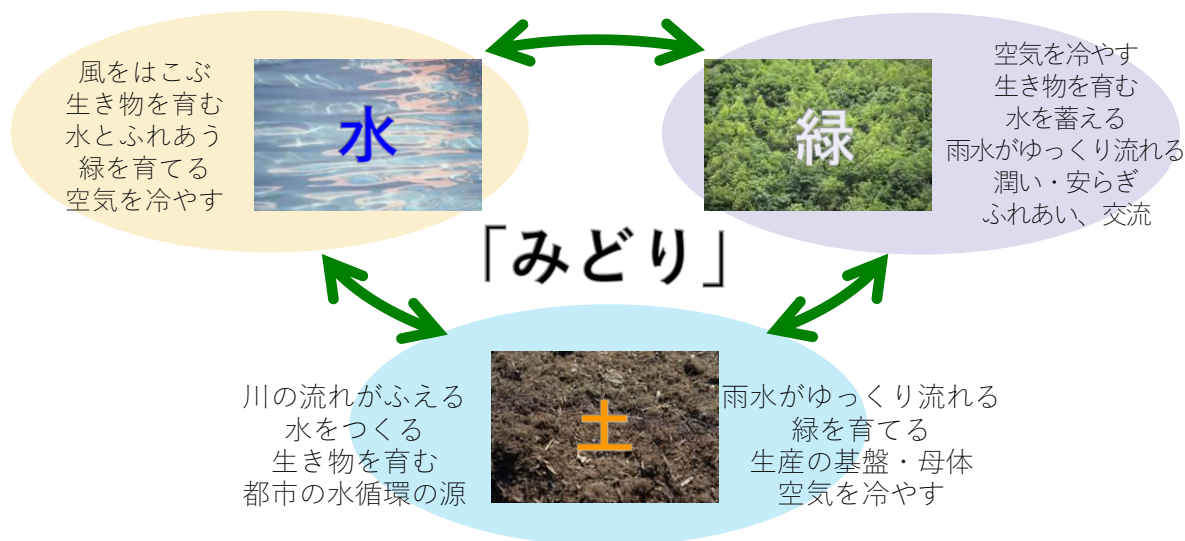 風をはこぶ
生き物を育む
水とふれあう
緑を育てる
空気を冷やす
水
空気を冷やす
生き物を育む
水を蓄える
雨水がゆっくり流れる
潤い・安らぎ
ふれあい、交流
緑
「みどり」
川の流れがふえる
水をつくる
生き物を育む
都市の水循環の源
土
雨水がゆっくり流れる
緑を育てる
生産の基盤・母体
空気を冷やす